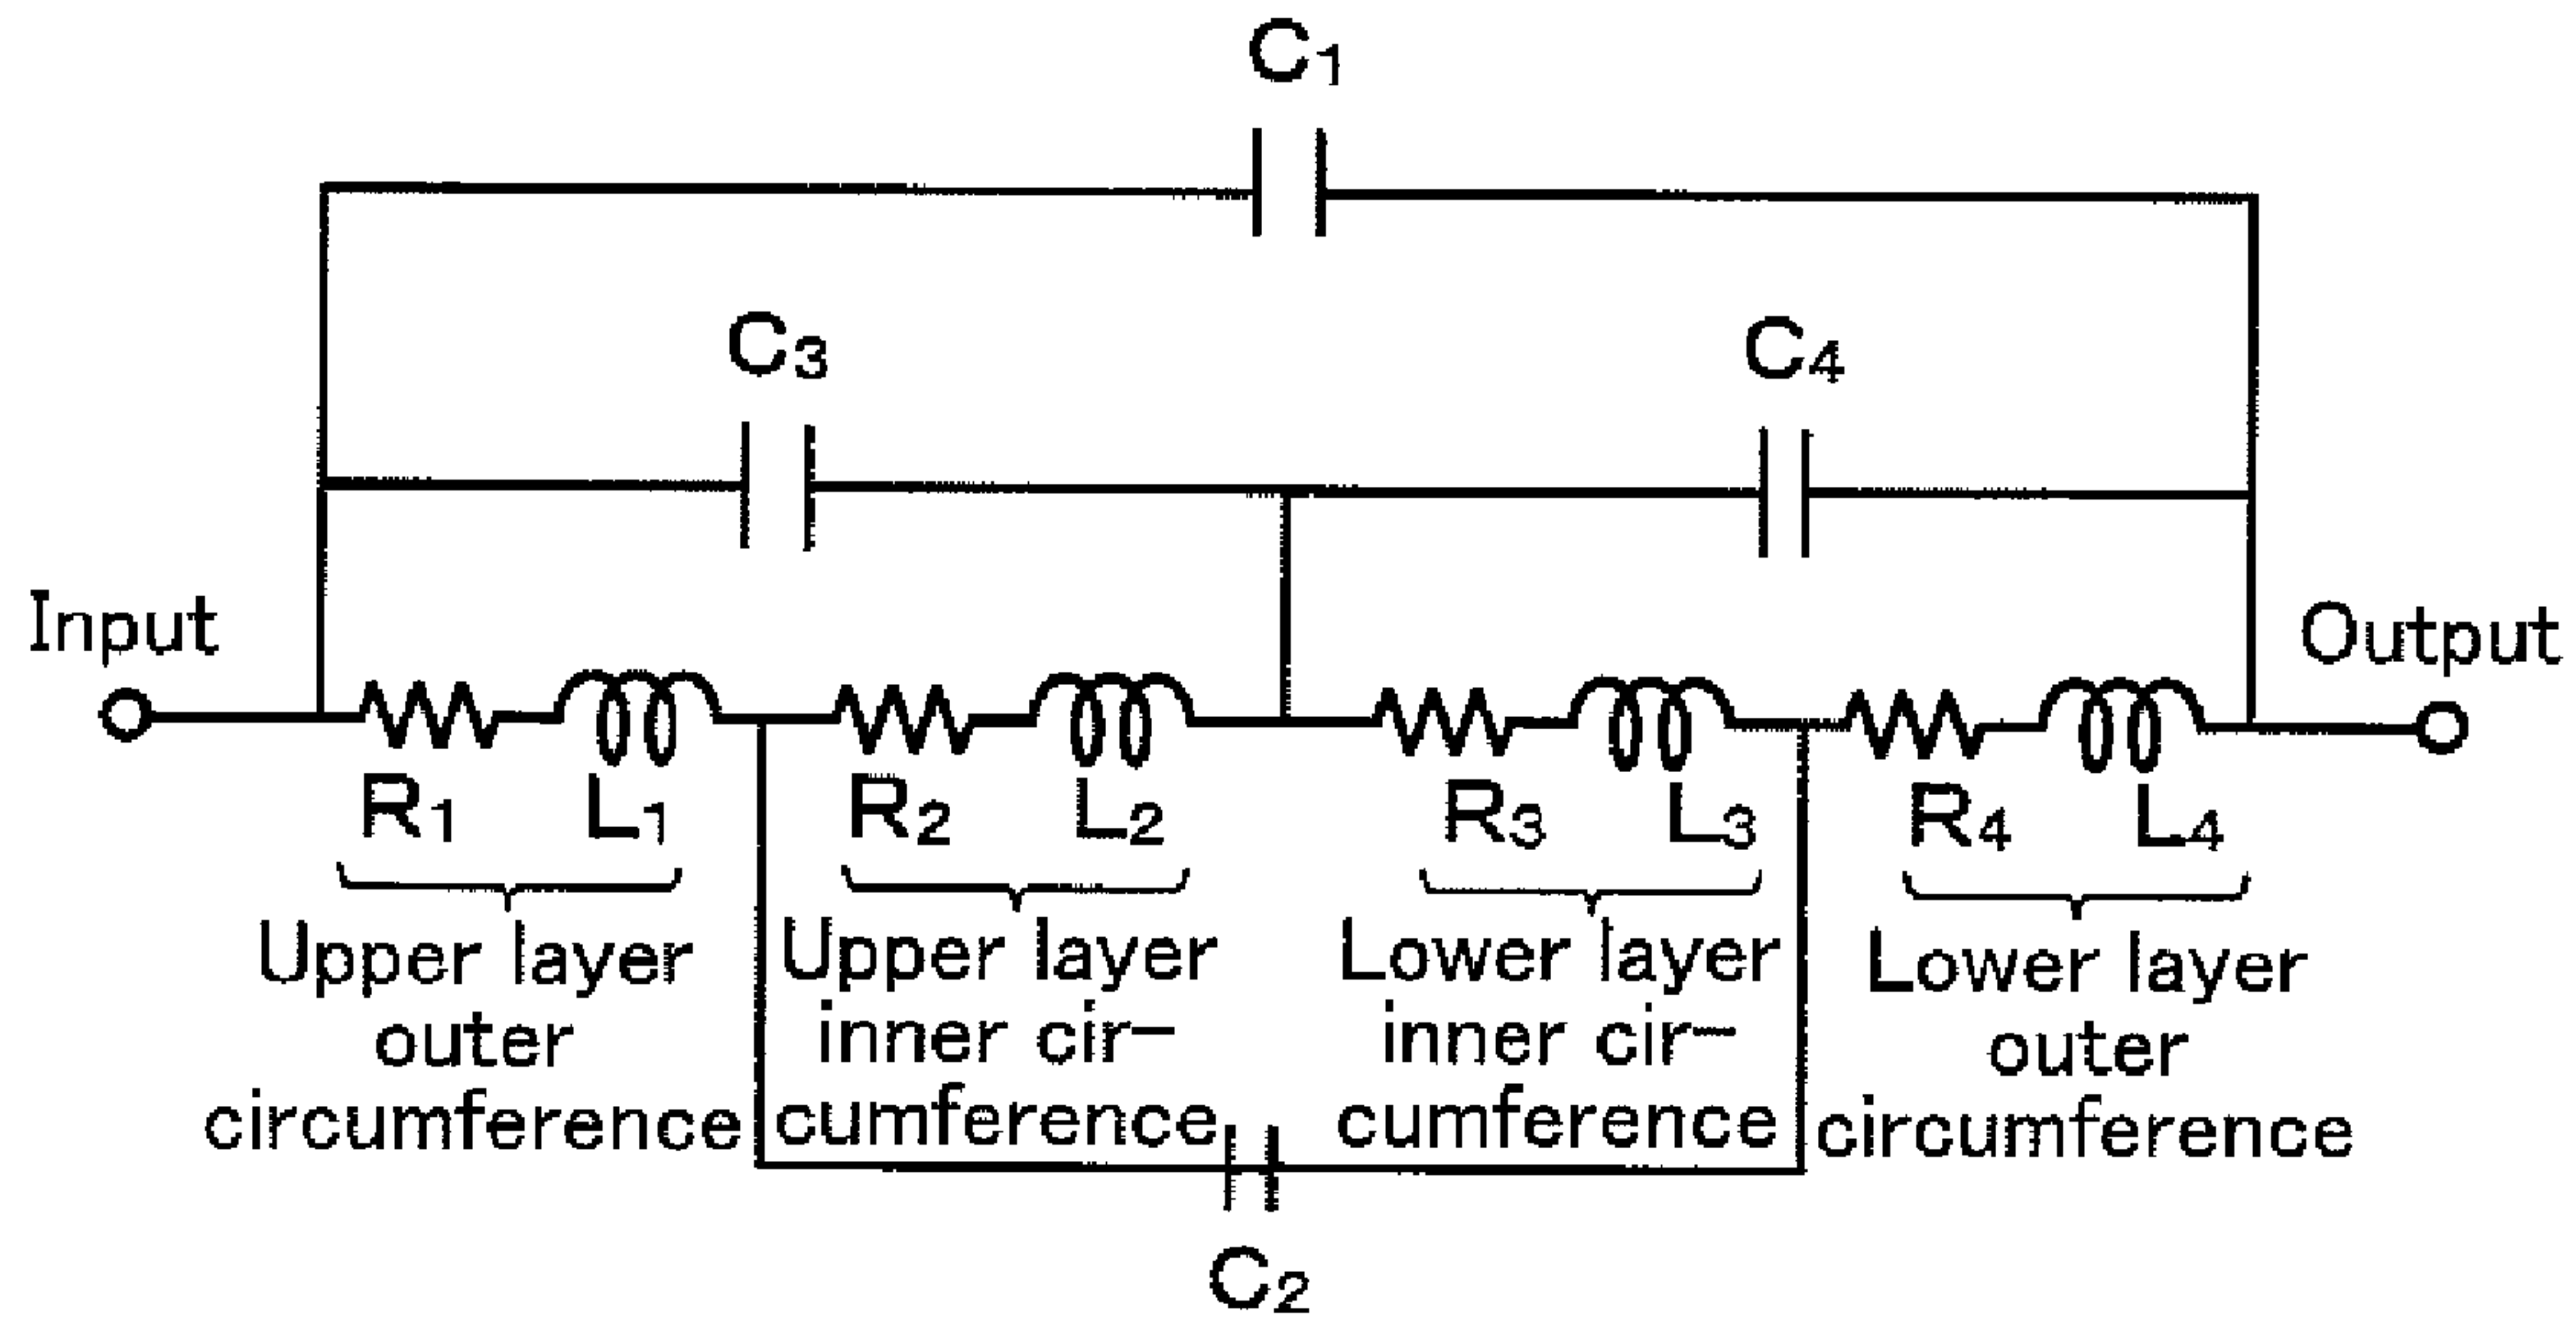 C1
C3
C4
Input
Output
R1 L1 R2 L2 R3 L3 R4 L4
Upper layer
outer
circumference
Upper layer
inner cir-
cumference
Lower layer
inner cir-
cumference
Lower layer
outer
circumference
C2